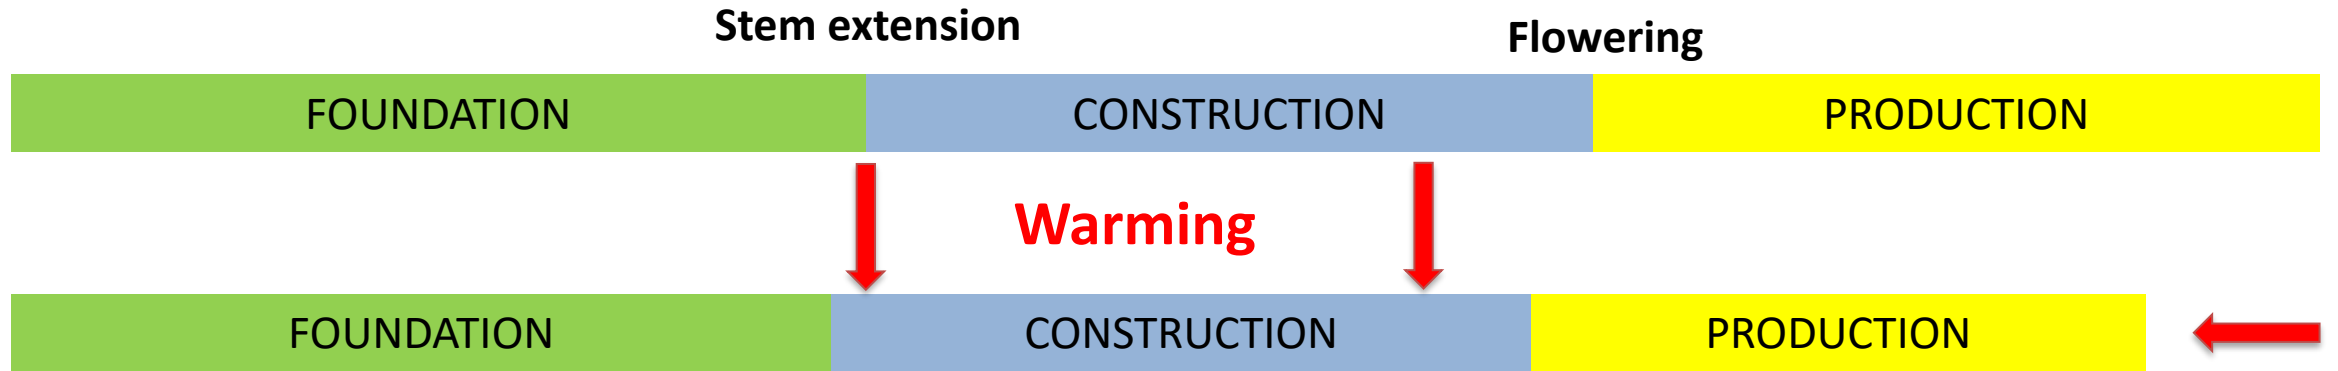 Stem extension
Flowering
FOUNDATION
CONSTRUCTION
PRODUCTION
Warming
FOUNDATION
CONSTRUCTION
PRODUCTION